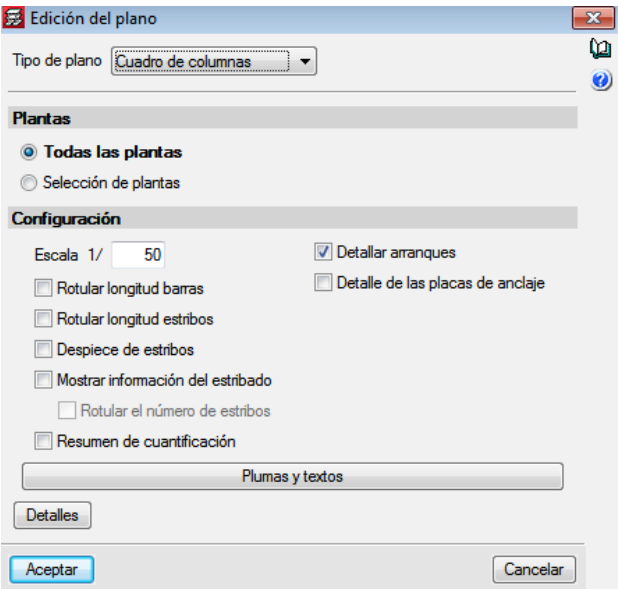 Edición del plano
Tipo de plano Cuadro de columnas
Plantas
Todas las plantas
Selección de plantas
Configuración
Escala 1/ 50
Detallar arranques
Rotular longitud barras
Detalle de las placas de anclaje
Rotular longitud estribos
Despiece de estribos
Mostrar información del estribado
Rotular el número de estribos
Resumen de cuantificación
Plumas y textos
Detalles
Aceptar
Cancelar